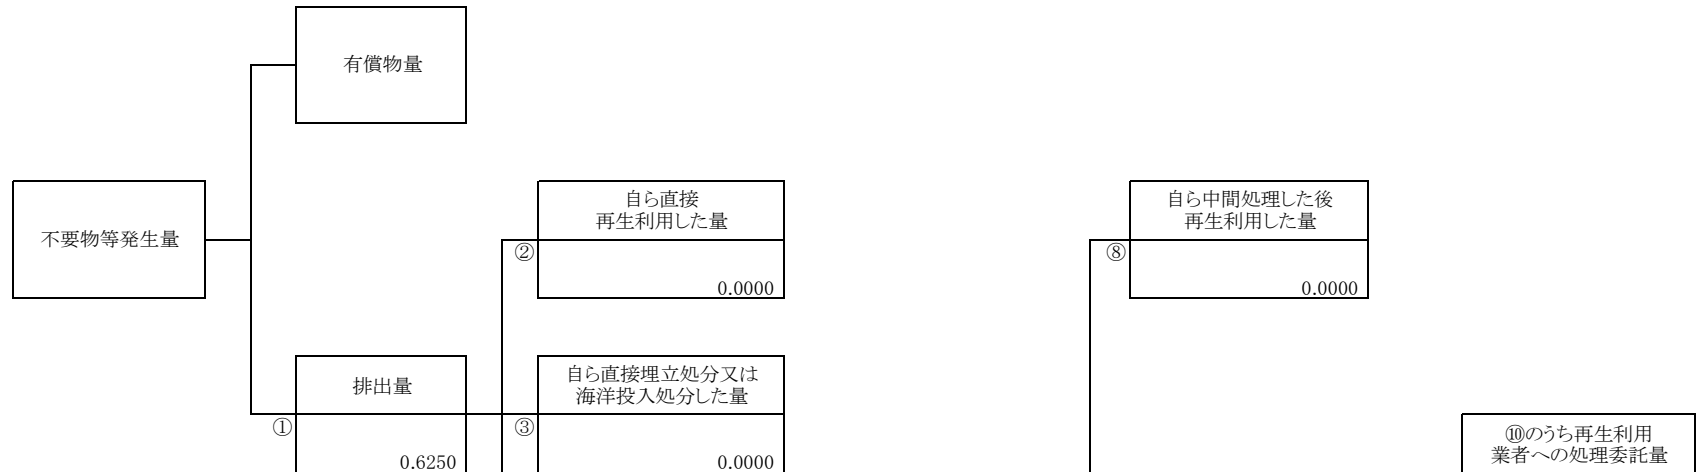 有償物量
不要物等発生量
自ら直接
再生利用した量
②
0.0000
自ら中間処理した後
再生利用した量
⑧
0.0000
排出量
①
0.6250
自ら直接埋立処分又は
海洋投入処分した量
③
0.0000
⑩のうち再生利用
業者への処理委託量